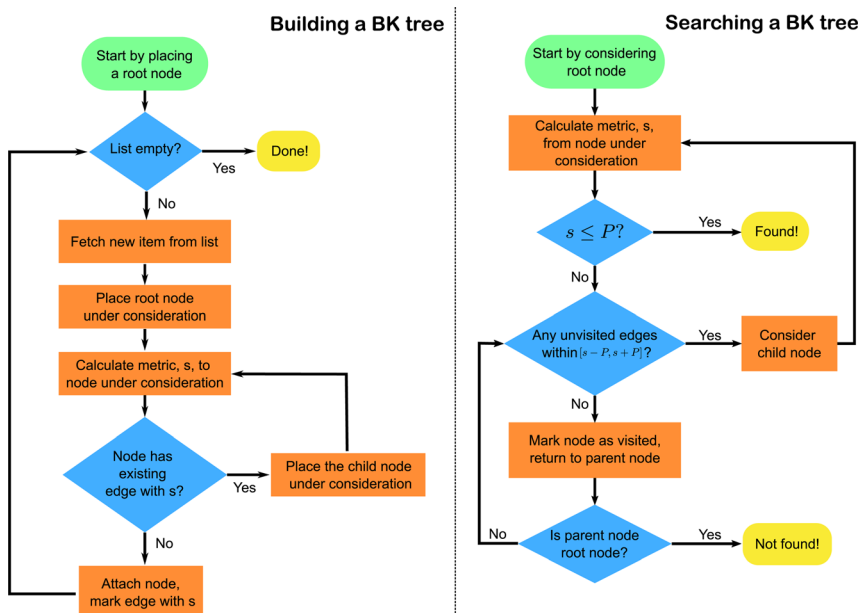 Building a BK tree
Start by placing
a root node
List empty?
Yes
Done!
No
Fetch new item from list
Place root node
under consideration
Calculate metric, s, to
node under consideration
Node has
existing
edge with s?
Yes
Place the child node
under consideration
No
Attach node,
mark edge with s
Searching a BK tree
Start by considering
root node
Calculate metric, s,
from node under
consideration
s ≤ P?
Yes
Found!
No
Any unvisited edges
within [s − P, s + P] ?
Yes
Consider
child node
No
Mark node as visited,
return to parent node
Is parent node
root node?
No
Yes
Not found!